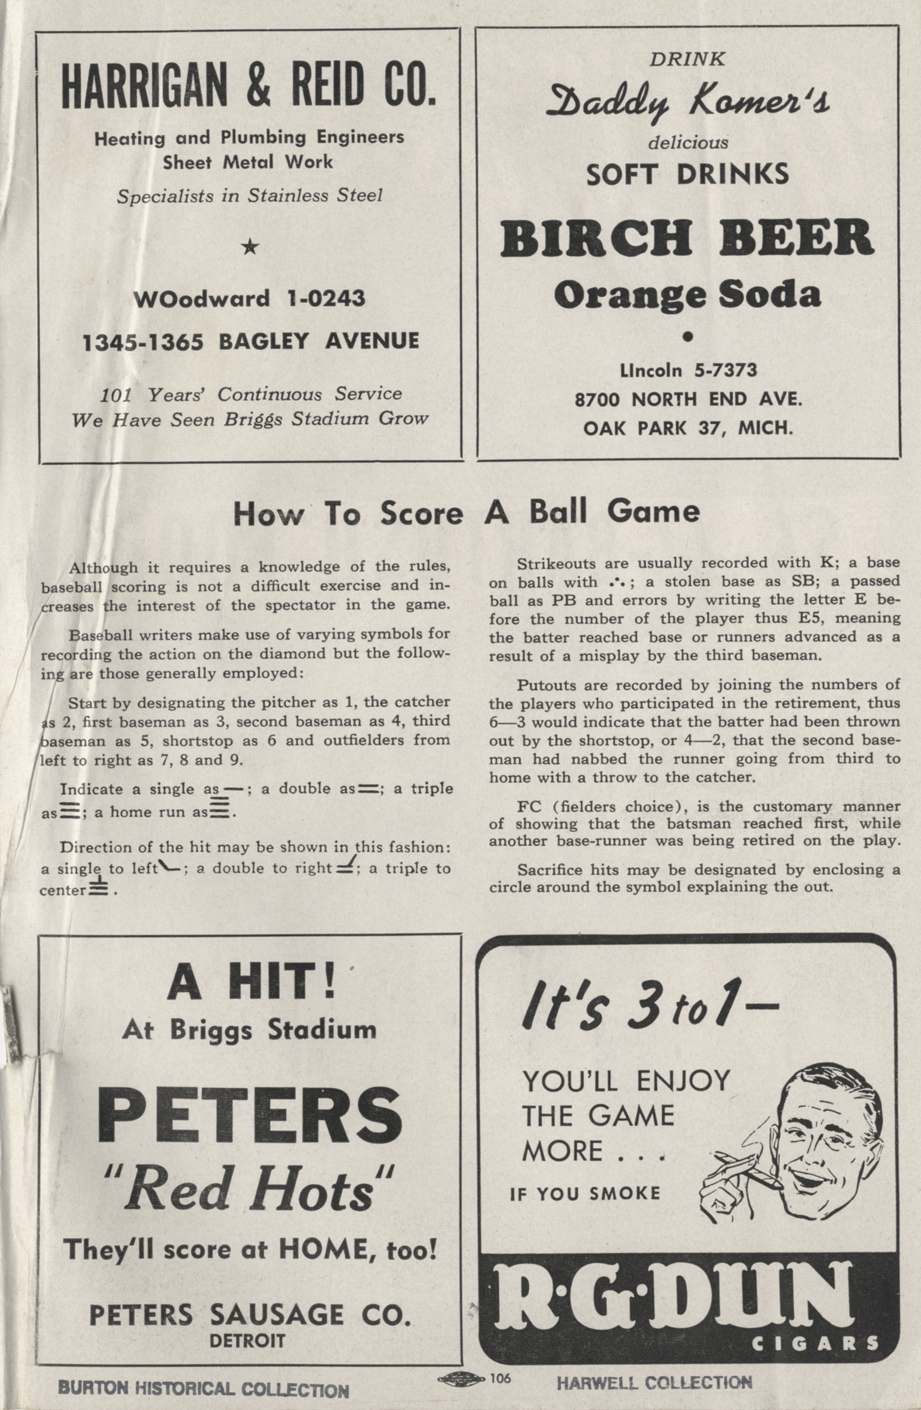 HARRIGAN & REID CO.
Heating and Plumbing Engineers
Sheet Metal Work
Specialists in Stainless Steel
★
WOodward 1-0243
1345-1365 BAGLEY AVENUE
101 Years' Continuous Service
We Have Seen Briggs Stadium Grow
DRINK
Daddy Komer's
delicious
SOFT DRINKS
BIRCH BEER
Orange Soda
•
LIncoln 5-7373
8700 NORTH END AVE.
OAK PARK 37, MICH.
How To Score A Ball Game
Although it requires a knowledge of the rules,
baseball scoring is not a difficult exercise and in-
creases the interest of the spectator in the game.
Baseball writers make use of varying symbols for
recording the action on the diamond but the follow-
ing are those generally employed:
Start by designating the pitcher as 1, the catcher
as 2, first baseman as 3, second baseman as 4, third
baseman as 5, shortstop as 6 and outfielders from
left to right as 7, 8 and 9.
Indicate a single as —; a double as =; a triple
as ≡; a home run as ≣.
Direction of the hit may be shown in this fashion:
a single to left ; a double to right ; a triple to
center .
Strikeouts are usually recorded with K; a base
on balls with ∴; a stolen base as SB; a passed
ball as PB and errors by writing the letter E be-
fore the number of the player thus E5, meaning
the batter reached base or runners advanced as a
result of a misplay by the third baseman.
Putouts are recorded by joining the numbers of
the players who participated in the retirement, thus
6—3 would indicate that the batter had been thrown
out by the shortstop, or 4—2, that the second base-
man had nabbed the runner going from third to
home with a throw to the catcher.
FC (fielders choice), is the customary manner
of showing that the batsman reached first, while
another base-runner was being retired on the play.
Sacrifice hits may be designated by enclosing a
circle around the symbol explaining the out.
A HIT!
At Briggs Stadium
PETERS
"Red Hots"
They'll score at HOME, too!
PETERS SAUSAGE CO.
DETROIT
It's 3 to 1—
YOU'LL ENJOY
THE GAME
MORE . . .
IF YOU SMOKE
R·G·DUN
CIGARS
BURTON HISTORICAL COLLECTION
106
HARWELL COLLECTION